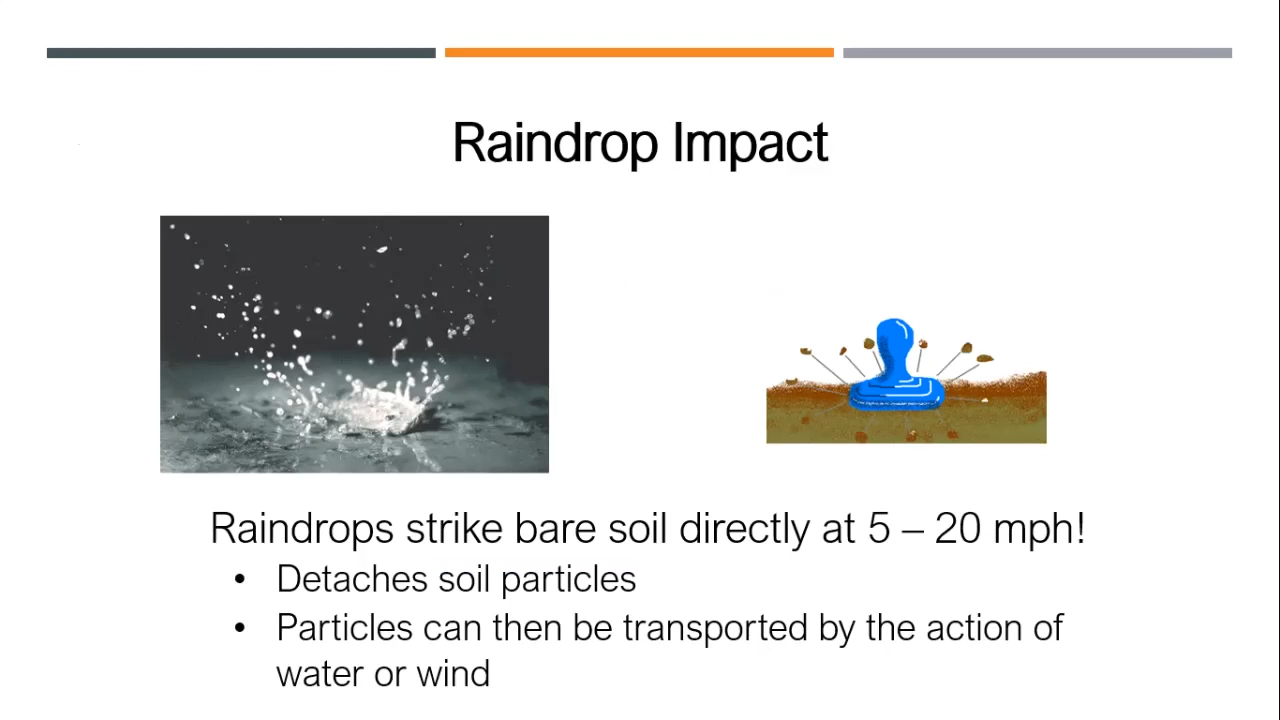 Raindrop Impact
Raindrops strike bare soil directly at 5 – 20 mph!
• Detaches soil particles
• Particles can then be transported by the action of
water or wind